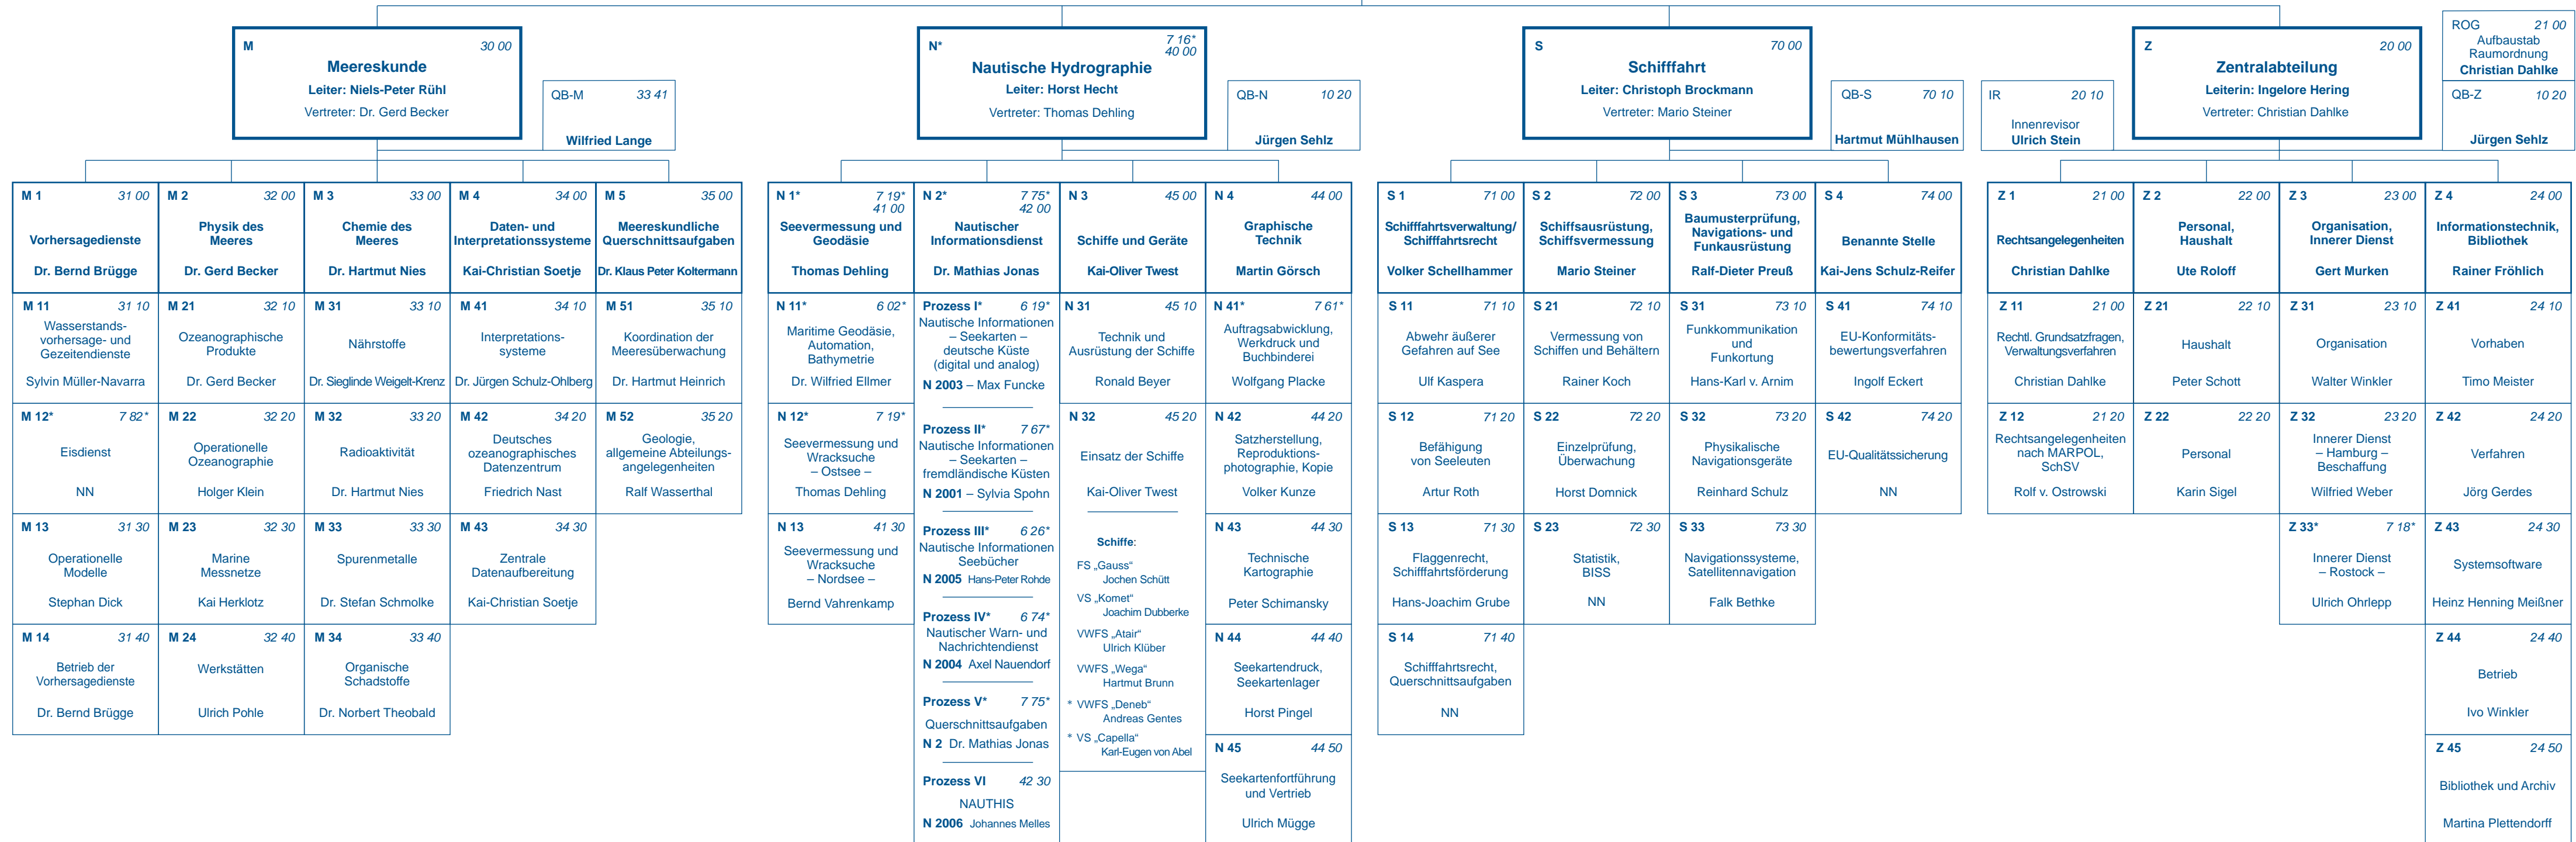 M 30 00
Meereskunde
Leiter: Niels-Peter Rühl
Vertreter: Dr. Gerd Becker
QB-M 33 41
Wilfried Lange
N* 7 16*
40 00
Nautische Hydrographie
Leiter: Horst Hecht
Vertreter: Thomas Dehling
QB-N 10 20
Jürgen Sehlz
S 70 00
Schifffahrt
Leiter: Christoph Brockmann
Vertreter: Mario Steiner
QB-S 70 10
Hartmut Mühlhausen
IR 20 10
Innenrevisor
Ulrich Stein
Z 20 00
Zentralabteilung
Leiterin: Ingelore Hering
Vertreter: Christian Dahlke
ROG 21 00
Aufbaustab
Raumordnung
Christian Dahlke
QB-Z 10 20
Jürgen Sehlz
M 1 31 00
Vorhersagedienste
Dr. Bernd Brügge
M 11 31 10
Wasserstands-
vorhersage- und
Gezeitendienste
Sylvin Müller-Navarra
M 12* 7 82*
Eisdienst
NN
M 13 31 30
Operationelle
Modelle
Stephan Dick
M 14 31 40
Betrieb der
Vorhersagedienste
Dr. Bernd Brügge
M 2 32 00
Physik des
Meeres
Dr. Gerd Becker
M 21 32 10
Ozeanographische
Produkte
Dr. Gerd Becker
M 22 32 20
Operationelle
Ozeanographie
Holger Klein
M 23 32 30
Marine
Messnetze
Kai Herklotz
M 24 32 40
Werkstätten
Ulrich Pohle
M 3 33 00
Chemie des
Meeres
Dr. Hartmut Nies
M 31 33 10
Nährstoffe
Dr. Sieglinde Weigelt-Krenz
M 32 33 20
Radioaktivität
Dr. Hartmut Nies
M 33 33 30
Spurenmetalle
Dr. Stefan Schmolke
M 34 33 40
Organische
Schadstoffe
Dr. Norbert Theobald
M 4 34 00
Daten- und
Interpretationssysteme
Kai-Christian Soetje
M 41 34 10
Interpretations-
systeme
Dr. Jürgen Schulz-Ohlberg
M 42 34 20
Deutsches
ozeanographisches
Datenzentrum
Friedrich Nast
M 43 34 30
Zentrale
Datenaufbereitung
Kai-Christian Soetje
M 5 35 00
Meereskundliche
Querschnittsaufgaben
Dr. Klaus Peter Koltermann
M 51 35 10
Koordination der
Meeresüberwachung
Dr. Hartmut Heinrich
M 52 35 20
Geologie,
allgemeine Abteilungs-
angelegenheiten
Ralf Wasserthal
N 1* 7 19*
41 00
Seevermessung und
Geodäsie
Thomas Dehling
N 11* 6 02*
Maritime Geodäsie,
Automation,
Bathymetrie
Dr. Wilfried Ellmer
N 12* 7 19*
Seevermessung und
Wracksuche
– Ostsee –
Thomas Dehling
N 13 41 30
Seevermessung und
Wracksuche
– Nordsee –
Bernd Vahrenkamp
N 2* 7 75*
42 00
Nautischer
Informationsdienst
Dr. Mathias Jonas
Prozess I* 6 19*
Nautische Informationen
– Seekarten –
deutsche Küste
(digital und analog)
N 2003 – Max Funcke
Prozess II* 7 67*
Nautische Informationen
– Seekarten –
fremdländische Küsten
N 2001 – Sylvia Spohn
Prozess III* 6 26*
Nautische Informationen
Seebücher
N 2005 Hans-Peter Rohde
Prozess IV* 6 74*
Nautischer Warn- und
Nachrichtendienst
N 2004 Axel Nauendorf
Prozess V* 7 75*
Querschnittsaufgaben
N 2 Dr. Mathias Jonas
Prozess VI 42 30
NAUTHIS
N 2006 Johannes Melles
N 3 45 00
Schiffe und Geräte
Kai-Oliver Twest
N 31 45 10
Technik und
Ausrüstung der Schiffe
Ronald Beyer
N 32 45 20
Einsatz der Schiffe
Kai-Oliver Twest
Schiffe:
FS „Gauss“
Jochen Schütt
VS „Komet“
Joachim Dubberke
VWFS „Atair“
Ulrich Klüber
VWFS „Wega“
Hartmut Brunn
* VWFS „Deneb“
Andreas Gentes
* VS „Capella“
Karl-Eugen von Abel
N 4 44 00
Graphische
Technik
Martin Görsch
N 41* 7 61*
Auftragsabwicklung,
Werkdruck und
Buchbinderei
Wolfgang Placke
N 42 44 20
Satzherstellung,
Reproduktions-
photographie, Kopie
Volker Kunze
N 43 44 30
Technische
Kartographie
Peter Schimansky
N 44 44 40
Seekartendruck,
Seekartenlager
Horst Pingel
N 45 44 50
Seekartenfortführung
und Vertrieb
Ulrich Mügge
S 1 71 00
Schifffahrtsverwaltung/
Schifffahrtsrecht
Volker Schellhammer
S 11 71 10
Abwehr äußerer
Gefahren auf See
Ulf Kaspera
S 12 71 20
Befähigung
von Seeleuten
Artur Roth
S 13 71 30
Flaggenrecht,
Schifffahrtsförderung
Hans-Joachim Grube
S 14 71 40
Schifffahrtsrecht,
Querschnittsaufgaben
NN
S 2 72 00
Schiffsausrüstung,
Schiffsvermessung
Mario Steiner
S 21 72 10
Vermessung von
Schiffen und Behältern
Rainer Koch
S 22 72 20
Einzelprüfung,
Überwachung
Horst Domnick
S 23 72 30
Statistik,
BISS
NN
S 3 73 00
Baumusterprüfung,
Navigations- und
Funkausrüstung
Ralf-Dieter Preuß
S 31 73 10
Funkkommunikation
und
Funkortung
Hans-Karl v. Arnim
S 32 73 20
Physikalische
Navigationsgeräte
Reinhard Schulz
S 33 73 30
Navigationssysteme,
Satellitennavigation
Falk Bethke
S 4 74 00
Benannte Stelle
Kai-Jens Schulz-Reifer
S 41 74 10
EU-Konformitäts-
bewertungsverfahren
Ingolf Eckert
S 42 74 20
EU-Qualitätssicherung
NN
Z 1 21 00
Rechtsangelegenheiten
Christian Dahlke
Z 11 21 00
Rechtl. Grundsatzfragen,
Verwaltungsverfahren
Christian Dahlke
Z 12 21 20
Rechtsangelegenheiten
nach MARPOL,
SchSV
Rolf v. Ostrowski
Z 2 22 00
Personal,
Haushalt
Ute Roloff
Z 21 22 10
Haushalt
Peter Schott
Z 22 22 20
Personal
Karin Sigel
Z 3 23 00
Organisation,
Innerer Dienst
Gert Murken
Z 31 23 10
Organisation
Walter Winkler
Z 32 23 20
Innerer Dienst
– Hamburg –
Beschaffung
Wilfried Weber
Z 33* 7 18*
Innerer Dienst
– Rostock –
Ulrich Ohrlepp
Z 4 24 00
Informationstechnik,
Bibliothek
Rainer Fröhlich
Z 41 24 10
Vorhaben
Timo Meister
Z 42 24 20
Verfahren
Jörg Gerdes
Z 43 24 30
Systemsoftware
Heinz Henning Meißner
Z 44 24 40
Betrieb
Ivo Winkler
Z 45 24 50
Bibliothek und Archiv
Martina Plettendorff